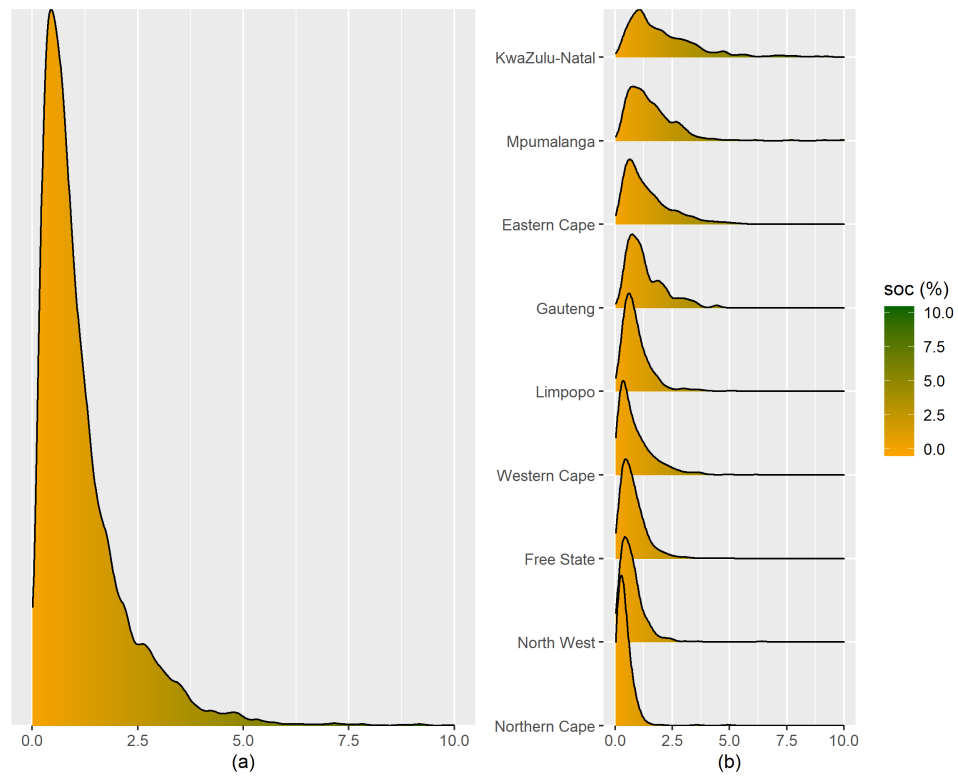 KwaZulu-Natal
Mpumalanga
Eastern Cape
Gauteng
Limpopo
Western Cape
Free State
North West
Northern Cape
0.0 2.5 5.0 7.5 10.0
(a)
0.0 2.5 5.0 7.5 10.0
(b)
soc (%)
10.0
7.5
5.0
2.5
0.0